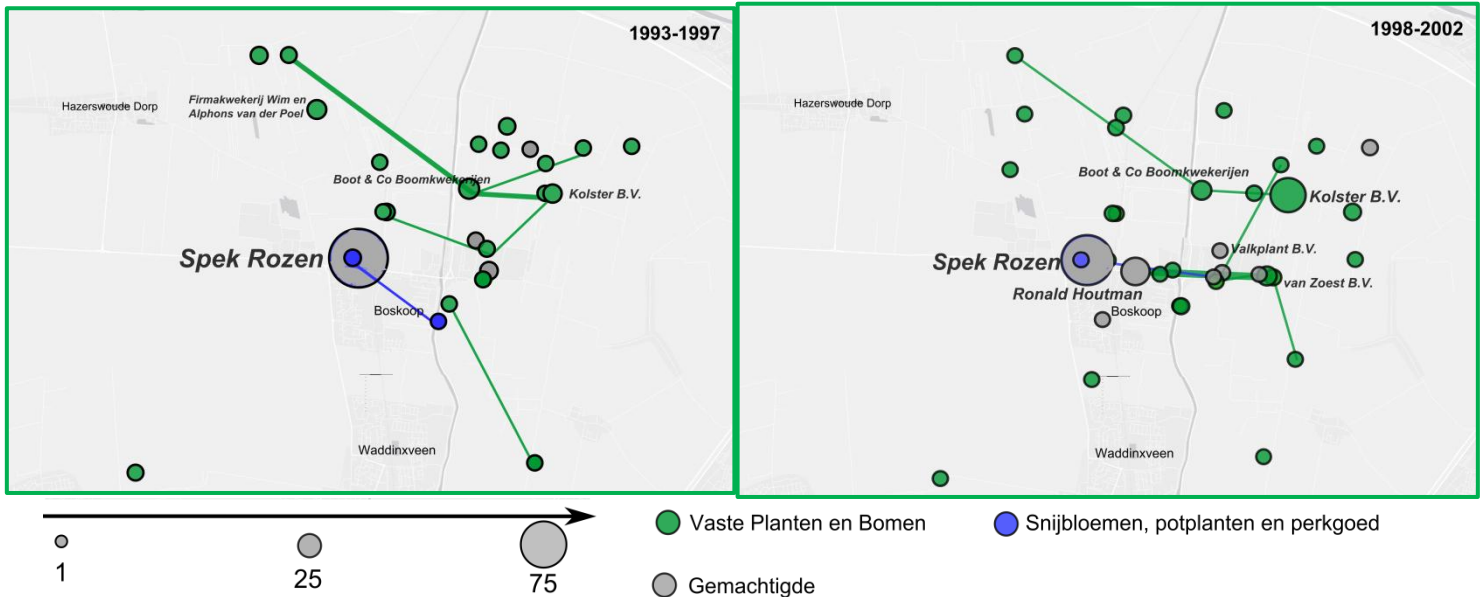 1993-1997
Hazerswoude Dorp
Firmakwekerij Wim en
Alphons van der Poel
Boot & Co Boomkwekerijen
Kolster B.V.
Spek Rozen
Boskoop
Waddinxveen
1998-2002
Hazerswoude Dorp
Boot & Co Boomkwekerijen
Kolster B.V.
Valkplant B.V.
Spek Rozen
van Zoest B.V.
Ronald Houtman
Boskoop
Waddinxveen
1
25
75
Vaste Planten en Bomen
Snijbloemen, potplanten en perkgoed
Gemachtigde